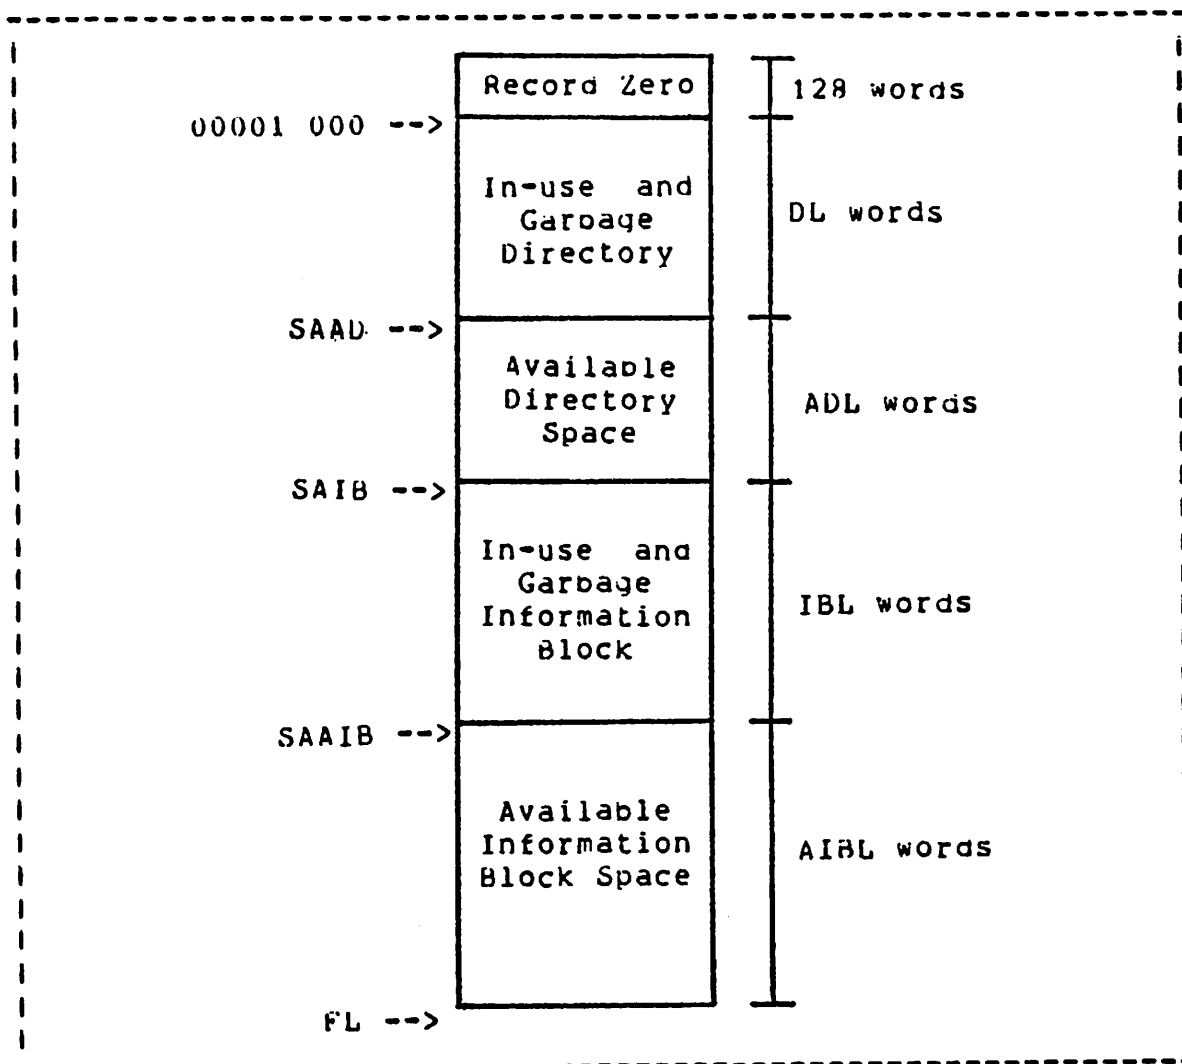 Record Zero
128 words
00001 000 -->
In-use and
Garbage
Directory
DL words
SAAD -->
Available
Directory
Space
ADL words
SAIB -->
In-use and
Garbage
Information
Block
IBL words
SAAIB -->
Available
Information
Block Space
AIBL words
FL -->